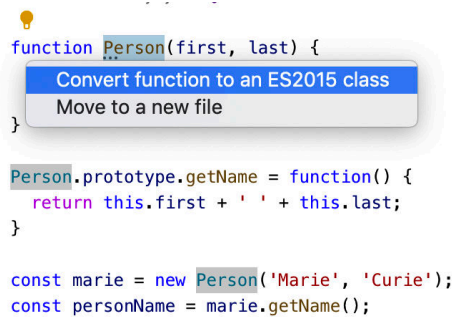 function Person(first, last) {
Convert function to an ES2015 class
Move to a new file
}
Person.prototype.getName = function() {
return this.first + ' ' + this.last;
}
const marie = new Person('Marie', 'Curie');
const personName = marie.getName();